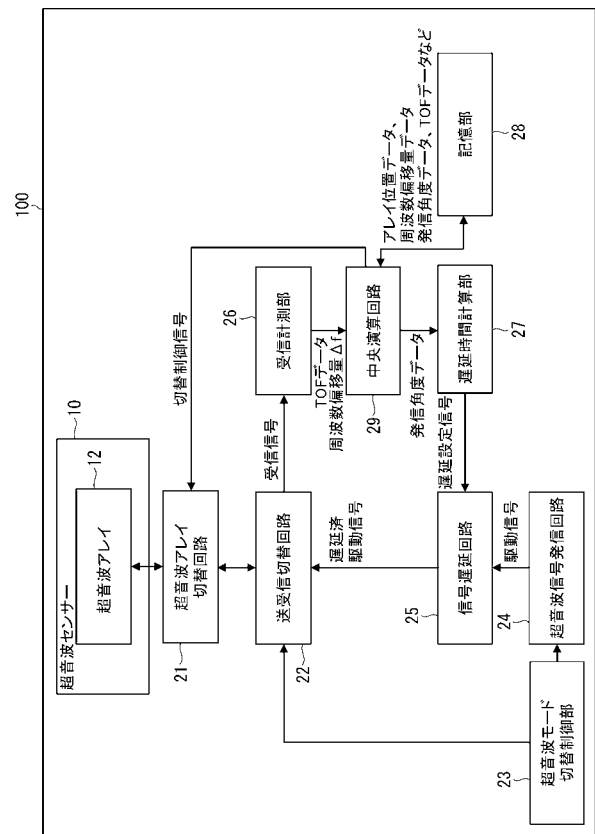 100
10
12
超音波センサー
超音波アレイ
超音波アレイ
切替回路
21
切替制御信号
送受信切替回路
22
受信信号
受信計測部
26
TOFデータ
周波数偏移量Δf
中央演算回路
29
アレイ位置データ、
周波数偏移量データ
発信角度データ、TOFデータなど
記憶部
28
発信角度データ
遅延時間計算部
27
遅延設定信号
遅延済
駆動信号
信号遅延回路
25
駆動信号
超音波信号発信回路
24
超音波モード
切替制御部
23